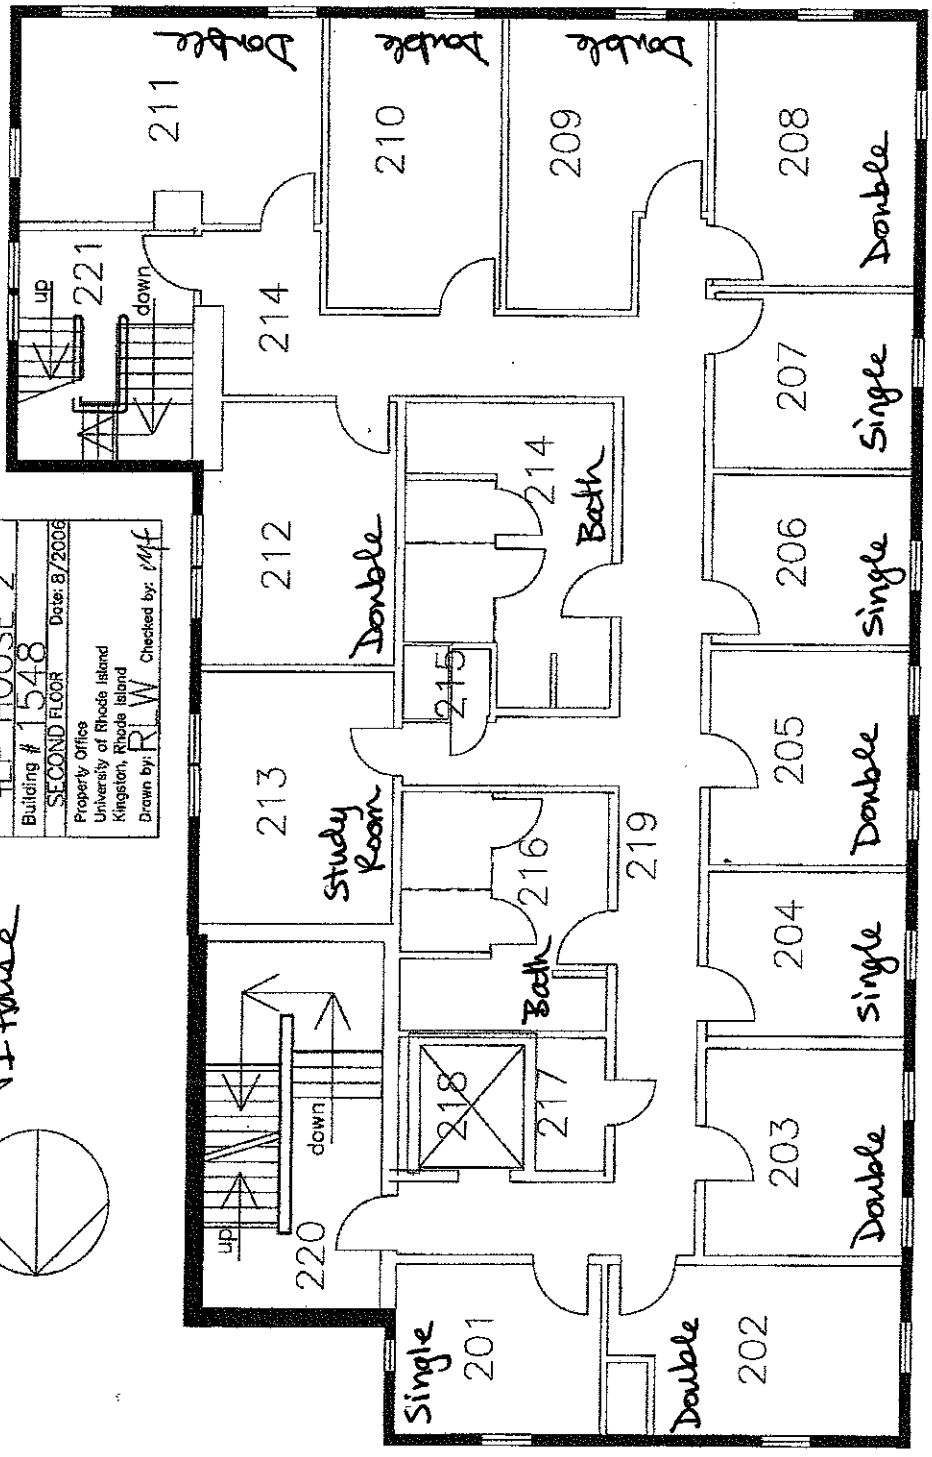 Building # 1548
SECOND FLOOR Date: 8/2006
Property Office
University of Rhode Island
Kingston, Rhode Island
Drawn by: RLW Checked by: myf
House
211
Double
210
Double
209
Double
208
Double
221
up
down
214
207
Single
212
Double
214
Bath
206
Single
215
213
Study
Room
205
Double
216
Bath
219
204
Single
218
217
203
Double
up
down
220
201
Single
202
Double